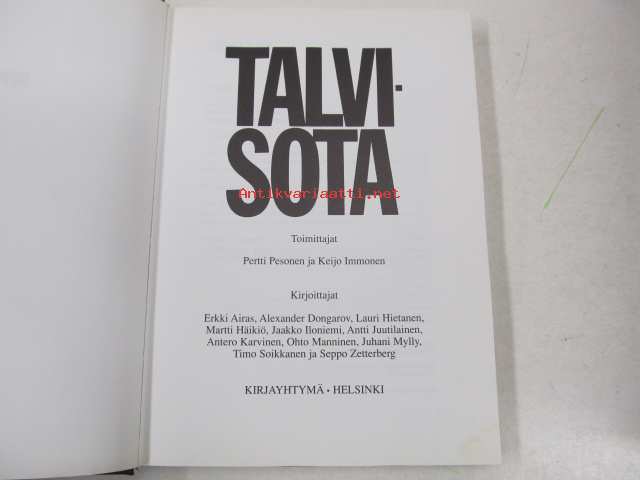 TALVI-
SOTA
Antikvariaatti.net
Toimittajat
Pertti Pesonen ja Keijo Immonen
Kirjoittajat
Erkki Airas, Alexander Dongarov, Lauri Hietanen,
Martti Häikiö, Jaakko Iloniemi, Antti Juutilainen,
Antero Karvinen, Ohto Manninen, Juhani Mylly,
Timo Soikkanen ja Seppo Zetterberg
KIRJAYHTYMÄ • HELSINKI